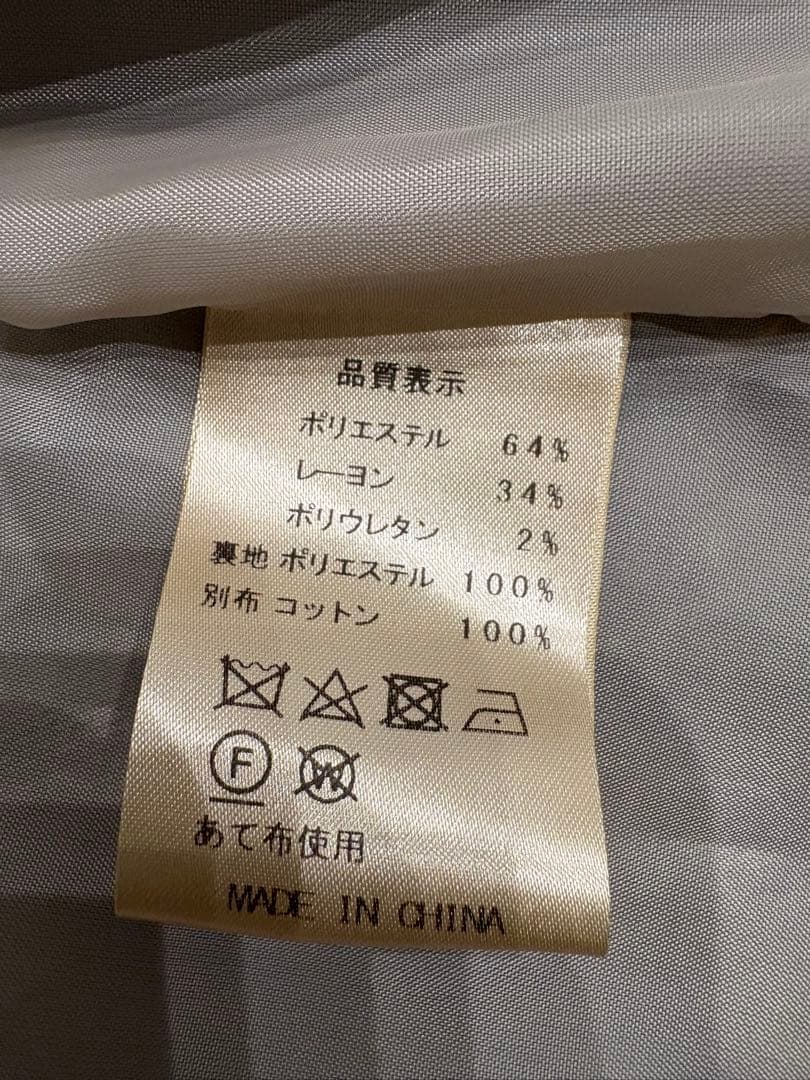 品質表示
ポリエステル 64%
レーヨン 34%
ポリウレタン 2%
裏地 ポリエステル 100%
別布 コットン 100%
F W
あて布使用
MADE IN CHINA